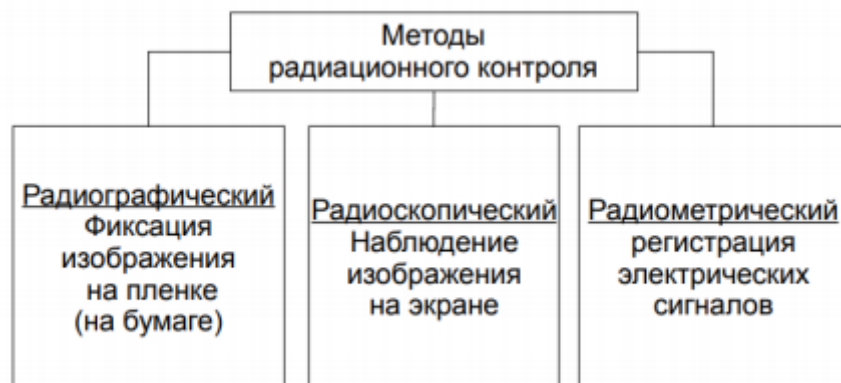 Методы
радиационного контроля
Радиографический
Фиксация
изображения
на пленке
(на бумаге)
Радиоскопический
Наблюдение
изображения
на экране
Радиометрический
регистрация
электрических
сигналов